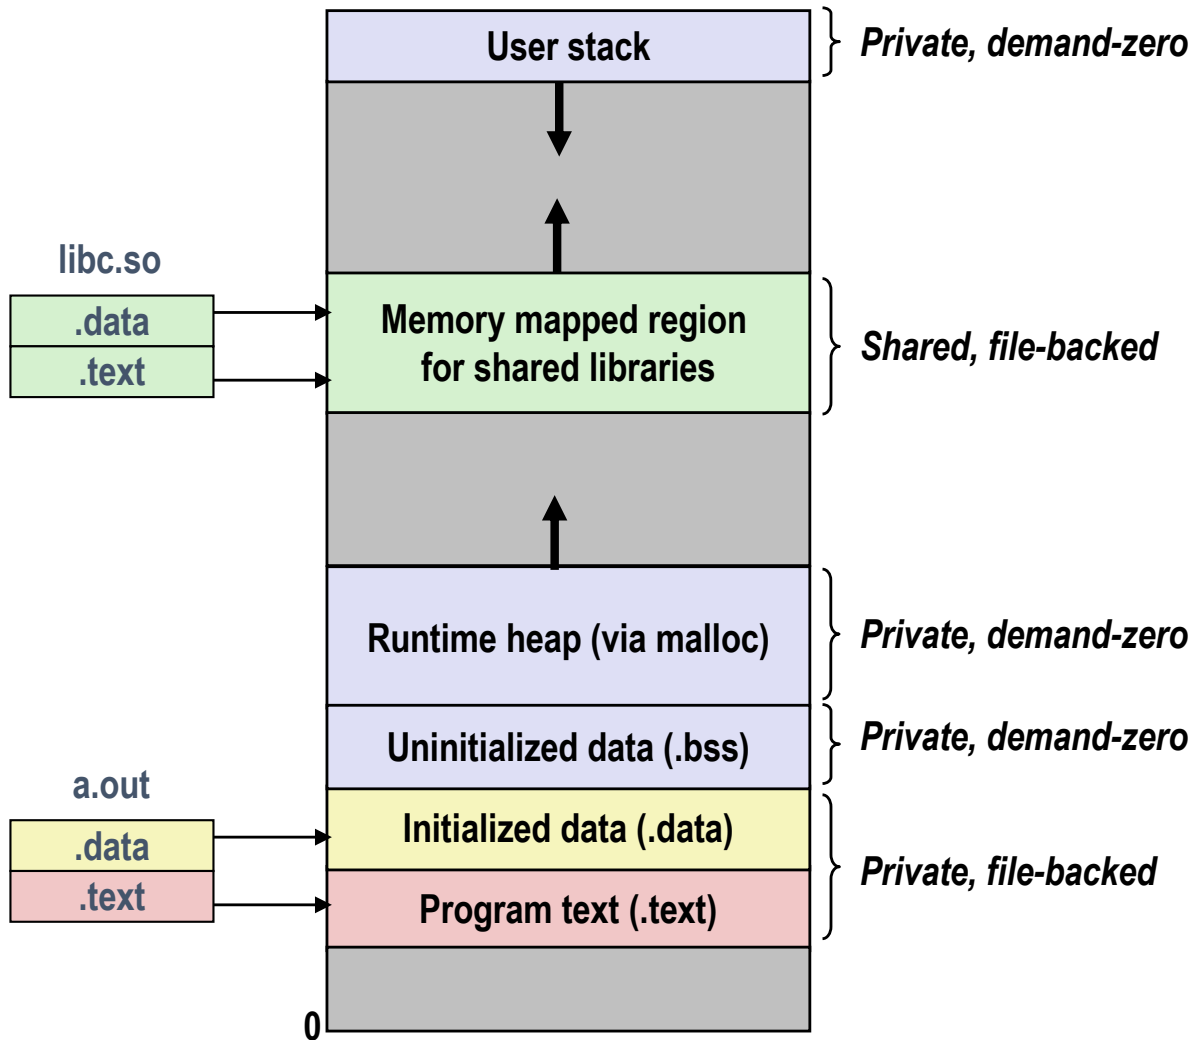 User stack
Private, demand-zero
libc.so
.data
.text
Memory mapped region
for shared libraries
Shared, file-backed
Runtime heap (via malloc)
Private, demand-zero
Uninitialized data (.bss)
Private, demand-zero
a.out
.data
.text
Initialized data (.data)
Program text (.text)
Private, file-backed
0